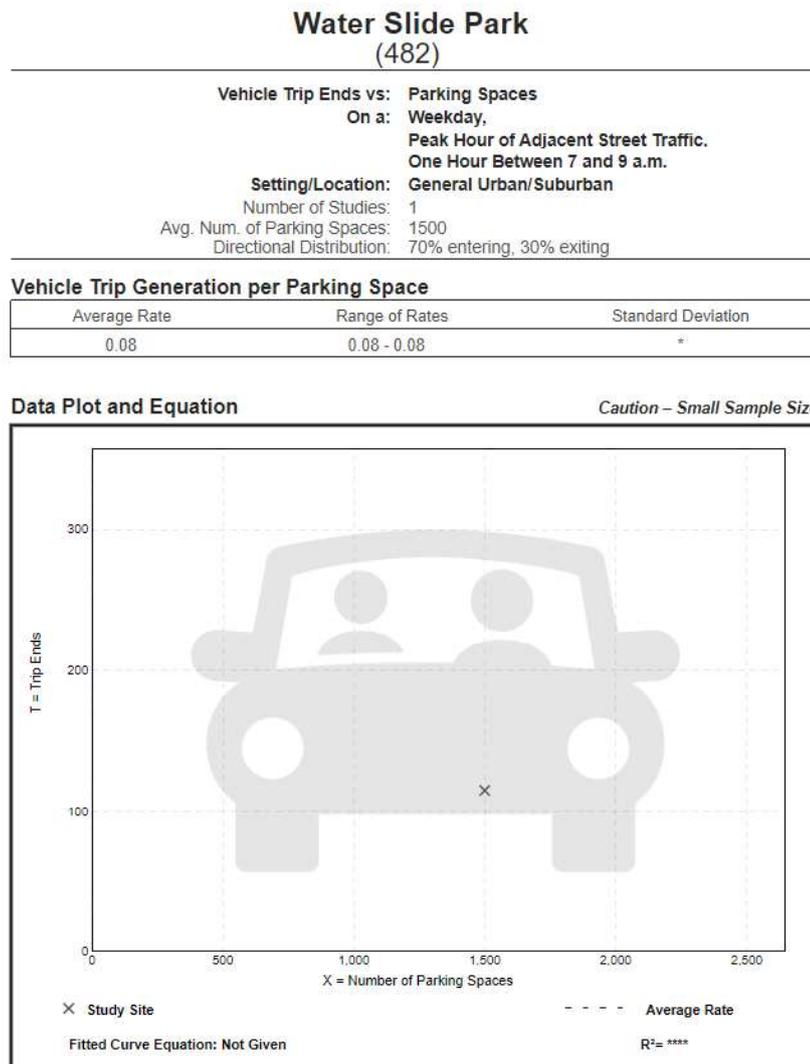 Water Slide Park
(482)
Vehicle Trip Ends vs: Parking Spaces
On a: Weekday,
Peak Hour of Adjacent Street Traffic.
One Hour Between 7 and 9 a.m.
Setting/Location: General Urban/Suburban
Number of Studies: 1
Avg. Num. of Parking Spaces: 1500
Directional Distribution: 70% entering, 30% exiting
Vehicle Trip Generation per Parking Space
Average Rate Range of Rates Standard Deviation
0.08 0.08 - 0.08 *
Data Plot and Equation Caution – Small Sample Siz
300
200
100
0
T = Trip Ends
0 500 1,000 1,500 2,000 2,500
X = Number of Parking Spaces
× Study Site - - - - Average Rate
Fitted Curve Equation: Not Given R²= ****